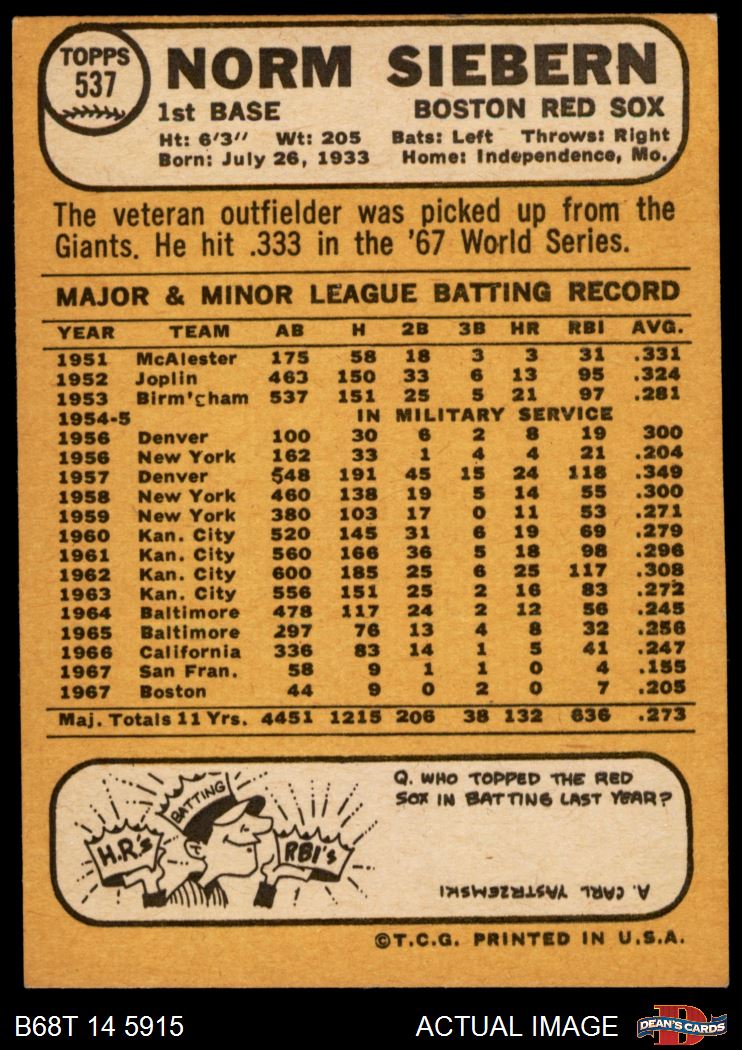 TOPPS
537
NORM SIEBERN
1st BASE BOSTON RED SOX
Ht: 6'3" Wt: 205 Bats: Left Throws: Right
Born: July 26, 1933 Home: Independence, Mo.
The veteran outfielder was picked up from the
Giants. He hit .333 in the '67 World Series.
MAJOR & MINOR LEAGUE BATTING RECORD
YEAR TEAM AB H 2B 3B HR RBI AVG.
1951 McAlester 175 58 18 3 3 31 .331
1952 Joplin 463 150 33 6 13 95 .324
1953 Birm'gham 537 151 25 5 21 97 .281
1954-5 IN MILITARY SERVICE
1956 Denver 100 30 6 2 8 19 300
1956 New York 162 33 1 4 4 21 .204
1957 Denver 548 191 45 15 24 118 .349
1958 New York 460 138 19 5 14 55 .300
1959 New York 380 103 17 0 11 53 .271
1960 Kan. City 520 145 31 6 19 69 .279
1961 Kan. City 560 166 36 5 18 98 .296
1962 Kan. City 600 185 25 6 25 117 .308
1963 Kan. City 556 151 25 2 16 83 .272
1964 Baltimore 478 117 24 2 12 56 .245
1965 Baltimore 297 76 13 4 8 32 .256
1966 California 336 83 14 1 5 41 .247
1967 San Fran. 58 9 1 1 0 4 .155
1967 Boston 44 9 0 2 0 7 .205
Maj. Totals 11 Yrs. 4451 1215 206 38 132 636 .273
BATTING
H.R.s
RBI's
Q. WHO TOPPED THE RED
SOX IN BATTING LAST YEAR?
A. CARL YASTRZEMSKI
©T.C.G. PRINTED IN U.S.A.
B68T 14 5915 ACTUAL IMAGE
DEAN'S CARDS